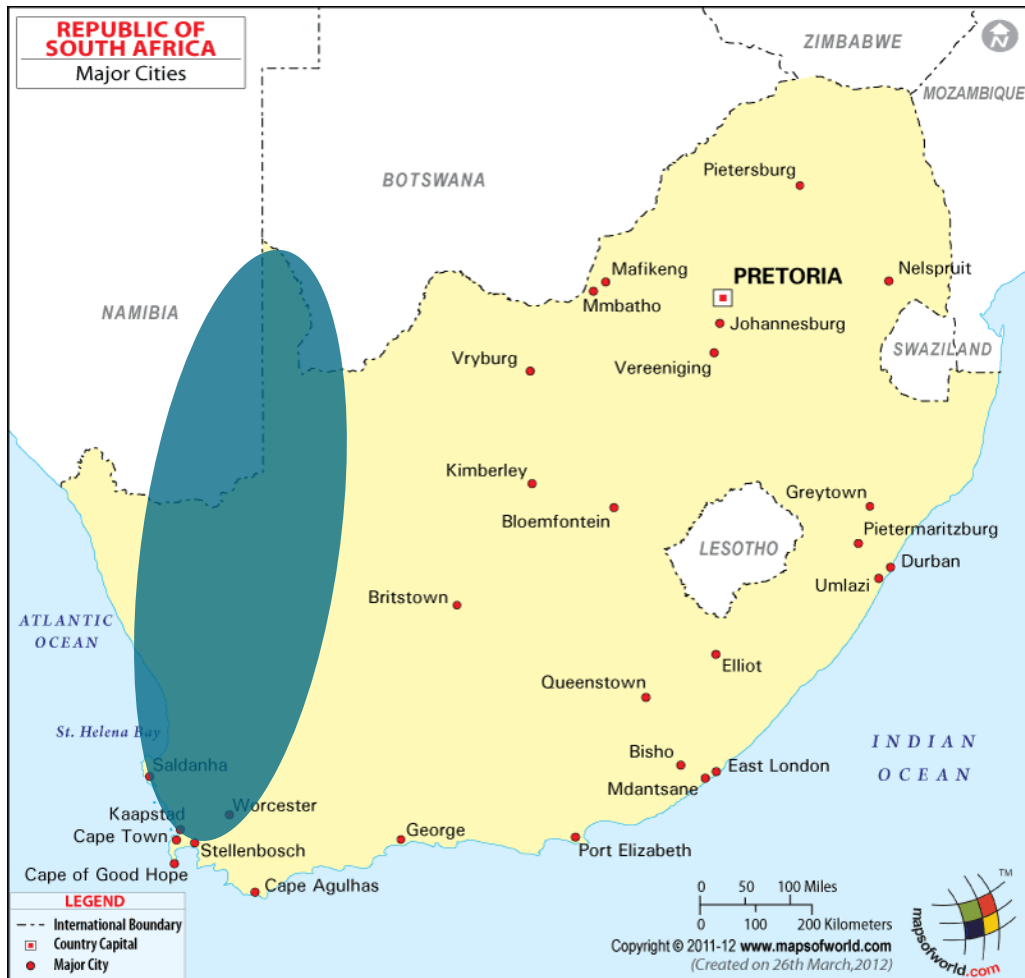 REPUBLIC OF
SOUTH AFRICA
Major Cities
N
ZIMBABWE
MOZAMBIQUE
BOTSWANA
Pietersburg
NAMIBIA
Mafikeng
Mmbatho
PRETORIA
Nelspruit
Johannesburg
SWAZILAND
Vryburg
Vereeniging
Kimberley
Bloemfontein
Greytown
Pietermaritzburg
LESOTHO
Durban
Umlazi
Britstown
ATLANTIC
OCEAN
Elliot
Queenstown
St. Helena Bay
INDIAN
OCEAN
Saldanha
Bisho
East London
Mdantsane
Worcester
Kaapstad
Cape Town
Stellenbosch
George
Port Elizabeth
Cape of Good Hope
Cape Agulhas
LEGEND
International Boundary
Country Capital
Major City
0 50 100 Miles
0 100 200 Kilometers
Copyright © 2011-12 www.mapsofworld.com
(Created on 26th March,2012)
TM
mapsofworld.com